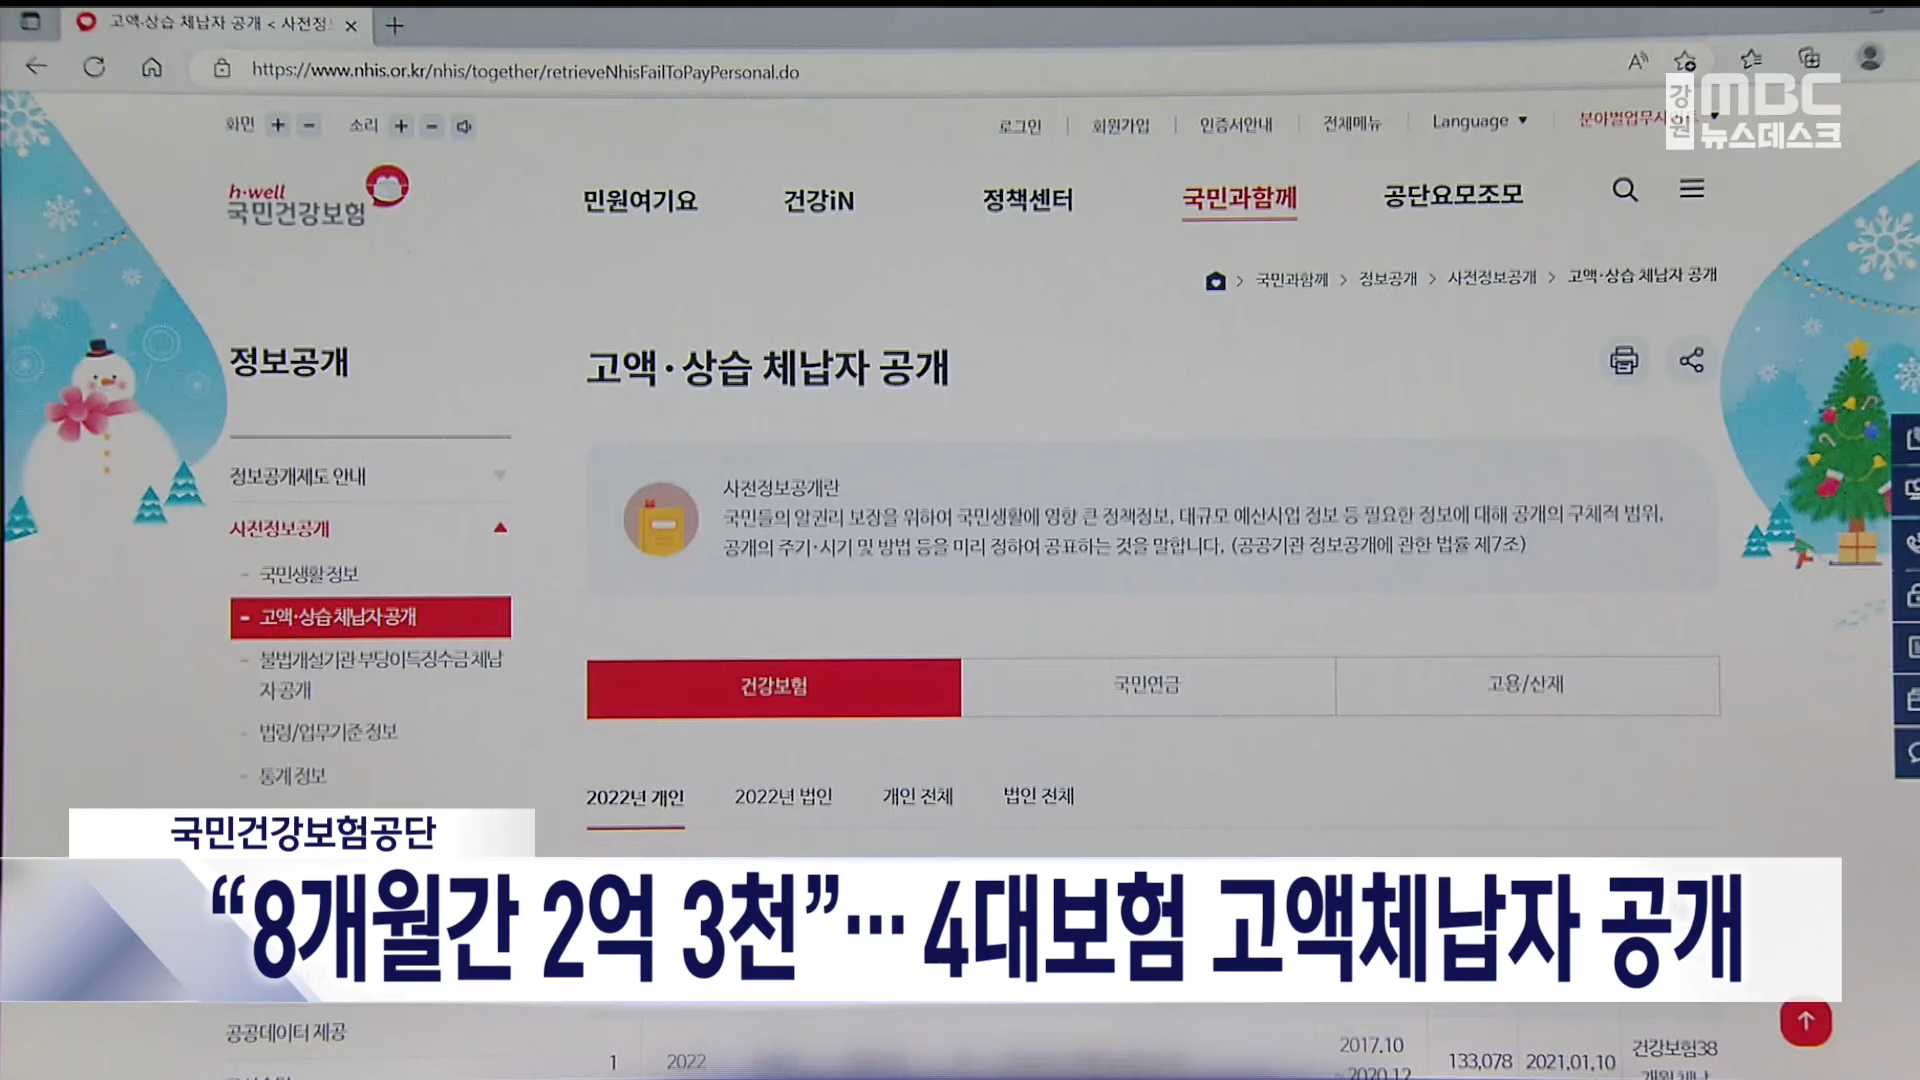 고액·상습 체납자 공개 < 사전정
https://www.nhis.or.kr/nhis/together/retrieveNhisFailToPayPersonal.do
강원 MBC 뉴스데스크
화면 + - 소리 + -
로그인 회원가입 인증서안내 전체메뉴 Language ▼
h·well
국민건강보험
민원여기요 건강iN 정책센터 국민과함께 공단요모조모
> 국민과함께 > 정보공개 > 사전정보공개 > 고액·상습 체납자 공개
정보공개
고액·상습 체납자 공개
정보공개제도 안내
사전정보공개
- 국민생활 정보
- 고액·상습 체납자 공개
- 불법개설기관 부당이득징수금 체납
자 공개
- 법령/업무기준 정보
- 통계 정보
사전정보공개란
국민들의 알권리 보장을 위하여 국민생활에 영향 큰 정책정보, 대규모 예산사업 정보 등 필요한 정보에 대해 공개의 구체적 범위,
공개의 주기·시기 및 방법 등을 미리 정하여 공표하는 것을 말합니다. (공공기관 정보공개에 관한 법률 제7조)
건강보험 국민연금 고용/산재
2022년 개인 2022년 법인 개인 전체 법인 전체
국민건강보험공단
“8개월간 2억 3천”… 4대보험 고액체납자 공개
공공데이터 제공
1 2022 2017.10 133,078 2021.01.10 건강보험38
~2020.12